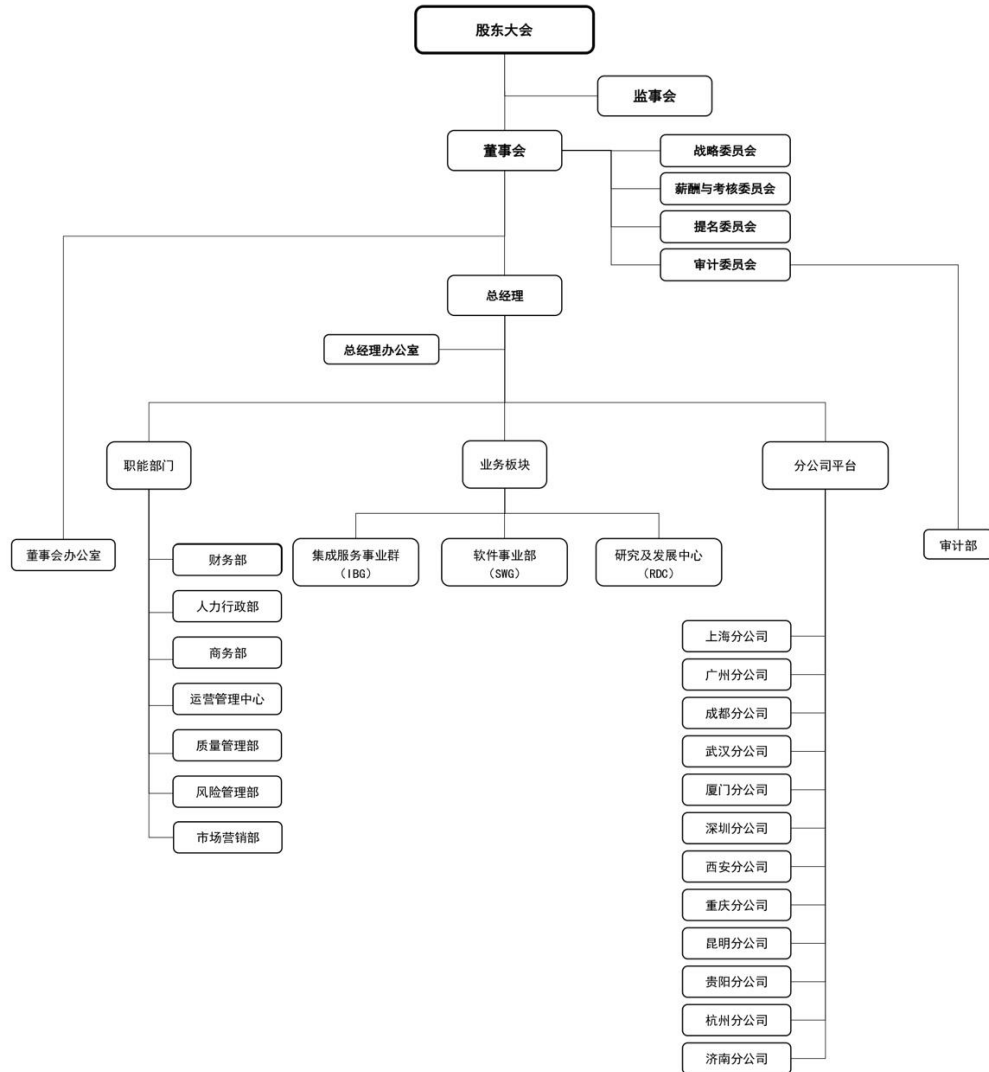 股东大会
监事会
董事会
战略委员会
薪酬与考核委员会
提名委员会
审计委员会
总经理
总经理办公室
职能部门
业务板块
分公司平台
董事会办公室
审计部
财务部
人力行政部
商务部
运营管理中心
质量管理部
风险管理部
市场营销部
集成服务事业群
（IBG）
软件事业部
（SWG）
研究及发展中心
（RDC）
上海分公司
广州分公司
成都分公司
武汉分公司
厦门分公司
深圳分公司
西安分公司
重庆分公司
昆明分公司
贵阳分公司
杭州分公司
济南分公司